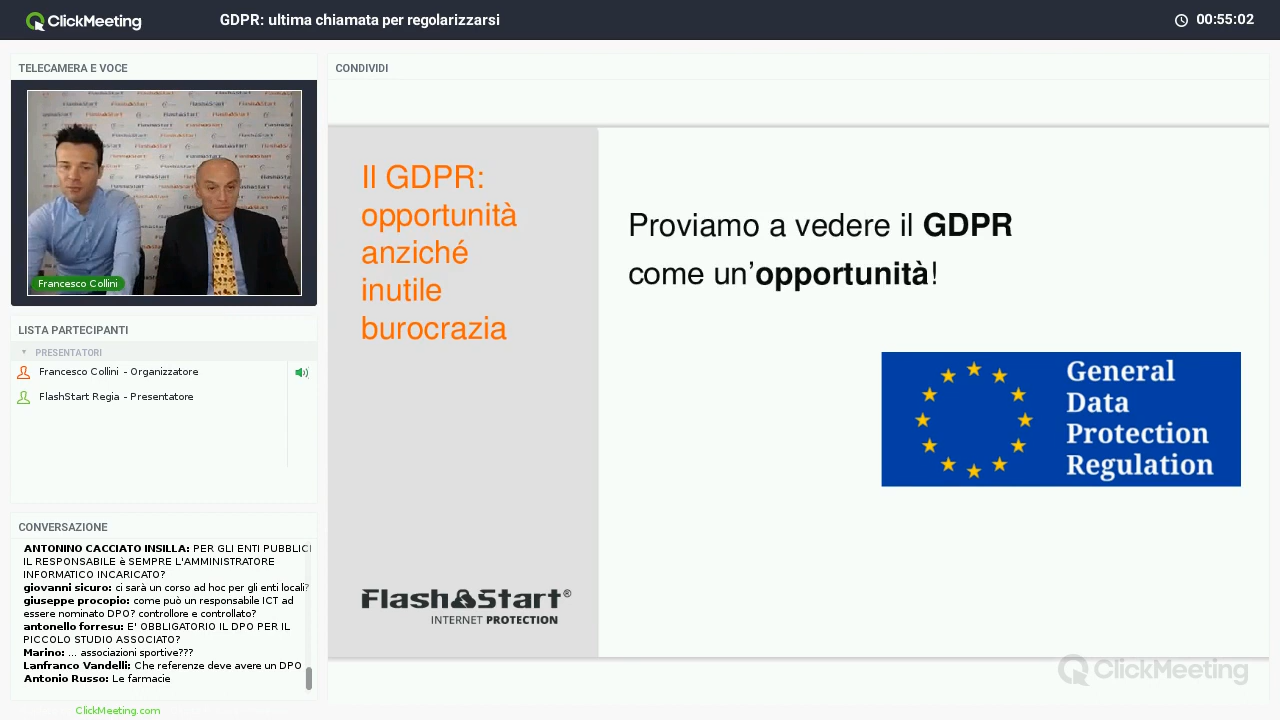 ClickMeeting
GDPR: ultima chiamata per regolarizzarsi
00:55:02
TELECAMERA E VOCE
Flash&Start
Francesco Collini
LISTA PARTECIPANTI
PRESENTATORI
Francesco Collini - Organizzatore
FlashStart Regia - Presentatore
CONVERSAZIONE
ANTONINO CACCIATO INSILLA: PER GLI ENTI PUBBLICI
IL RESPONSABILE è SEMPRE L'AMMINISTRATORE
INFORMATICO INCARICATO?
giovanni sicuro: ci sarà un corso ad hoc per gli enti locali?
giuseppe procopio: come può un responsabile ICT ad
essere nominato DPO? controllore e controllato?
antonello forresu: E' OBBLIGATORIO IL DPO PER IL
PICCOLO STUDIO ASSOCIATO?
Marino: ... associazioni sportive???
Lanfranco Vandelli: Che referenze deve avere un DPO
Antonio Russo: Le farmacie
ClickMeeting.com
CONDIVIDI
Il GDPR:
opportunità
anziché
inutile
burocrazia
Flash&Start®
INTERNET PROTECTION
Proviamo a vedere il GDPR
come un'opportunità!
General
Data
Protection
Regulation
ClickMeeting